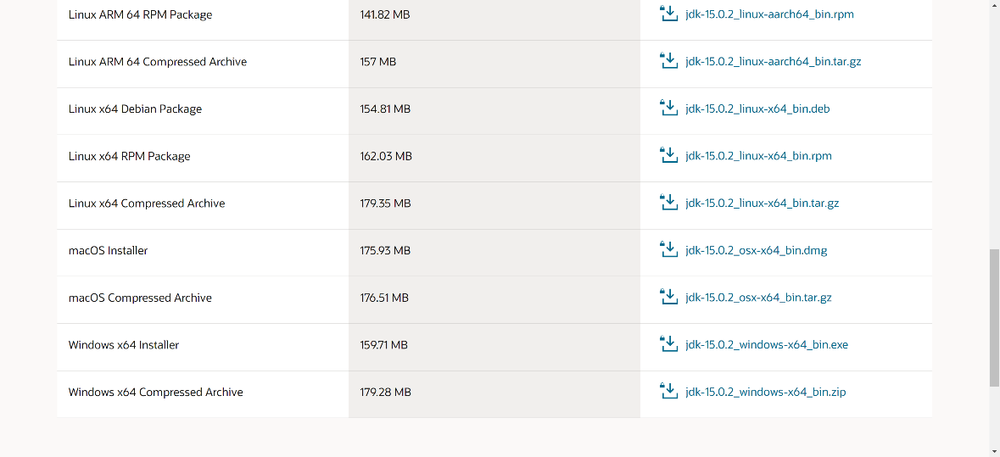 Linux ARM 64 RPM Package 141.82 MB jdk-15.0.2_linux-aarch64_bin.rpm
Linux ARM 64 Compressed Archive 157 MB jdk-15.0.2_linux-aarch64_bin.tar.gz
Linux x64 Debian Package 154.81 MB jdk-15.0.2_linux-x64_bin.deb
Linux x64 RPM Package 162.03 MB jdk-15.0.2_linux-x64_bin.rpm
Linux x64 Compressed Archive 179.35 MB jdk-15.0.2_linux-x64_bin.tar.gz
macOS Installer 175.93 MB jdk-15.0.2_osx-x64_bin.dmg
macOS Compressed Archive 176.51 MB jdk-15.0.2_osx-x64_bin.tar.gz
Windows x64 Installer 159.71 MB jdk-15.0.2_windows-x64_bin.exe
Windows x64 Compressed Archive 179.28 MB jdk-15.0.2_windows-x64_bin.zip